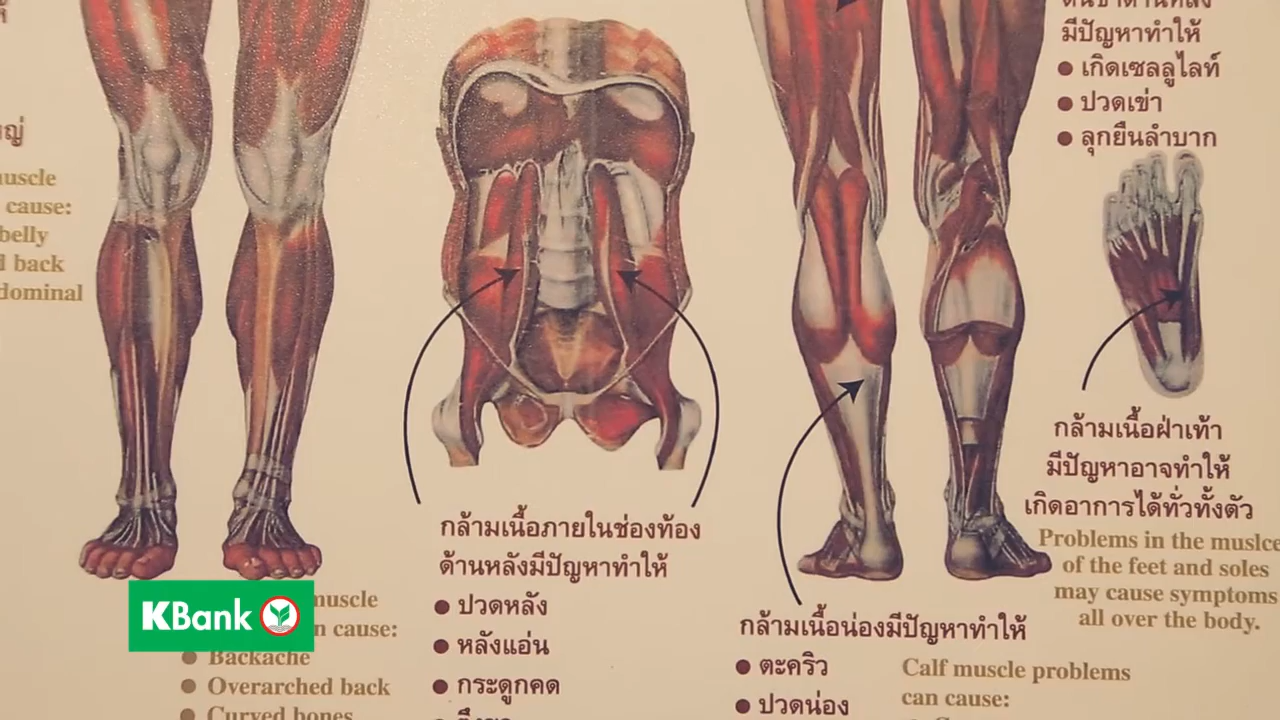 มีปัญหาทำให้
● เกิดเซลลูไลท์
● ปวดเข่า
● ลุกยืนลำบาก
muscle
cause:
belly
back
กล้ามเนื้อฝ่าเท้า
มีปัญหาอาจทำให้
เกิดอาการได้ทั่วทั้งตัว
Problems in the muslce
of the feet and soles
may cause symptoms
all over the body.
กล้ามเนื้อภายในช่องท้อง
ด้านหลังมีปัญหาทำให้
● ปวดหลัง
● หลังแอ่น
● กระดูกคด
KBank
muscle
cause:
● Backache
● Overarched back
● Curved bones
กล้ามเนื้อน่องมีปัญหาทำให้
● ตะคริว
● ปวดน่อง
Calf muscle problems
can cause: